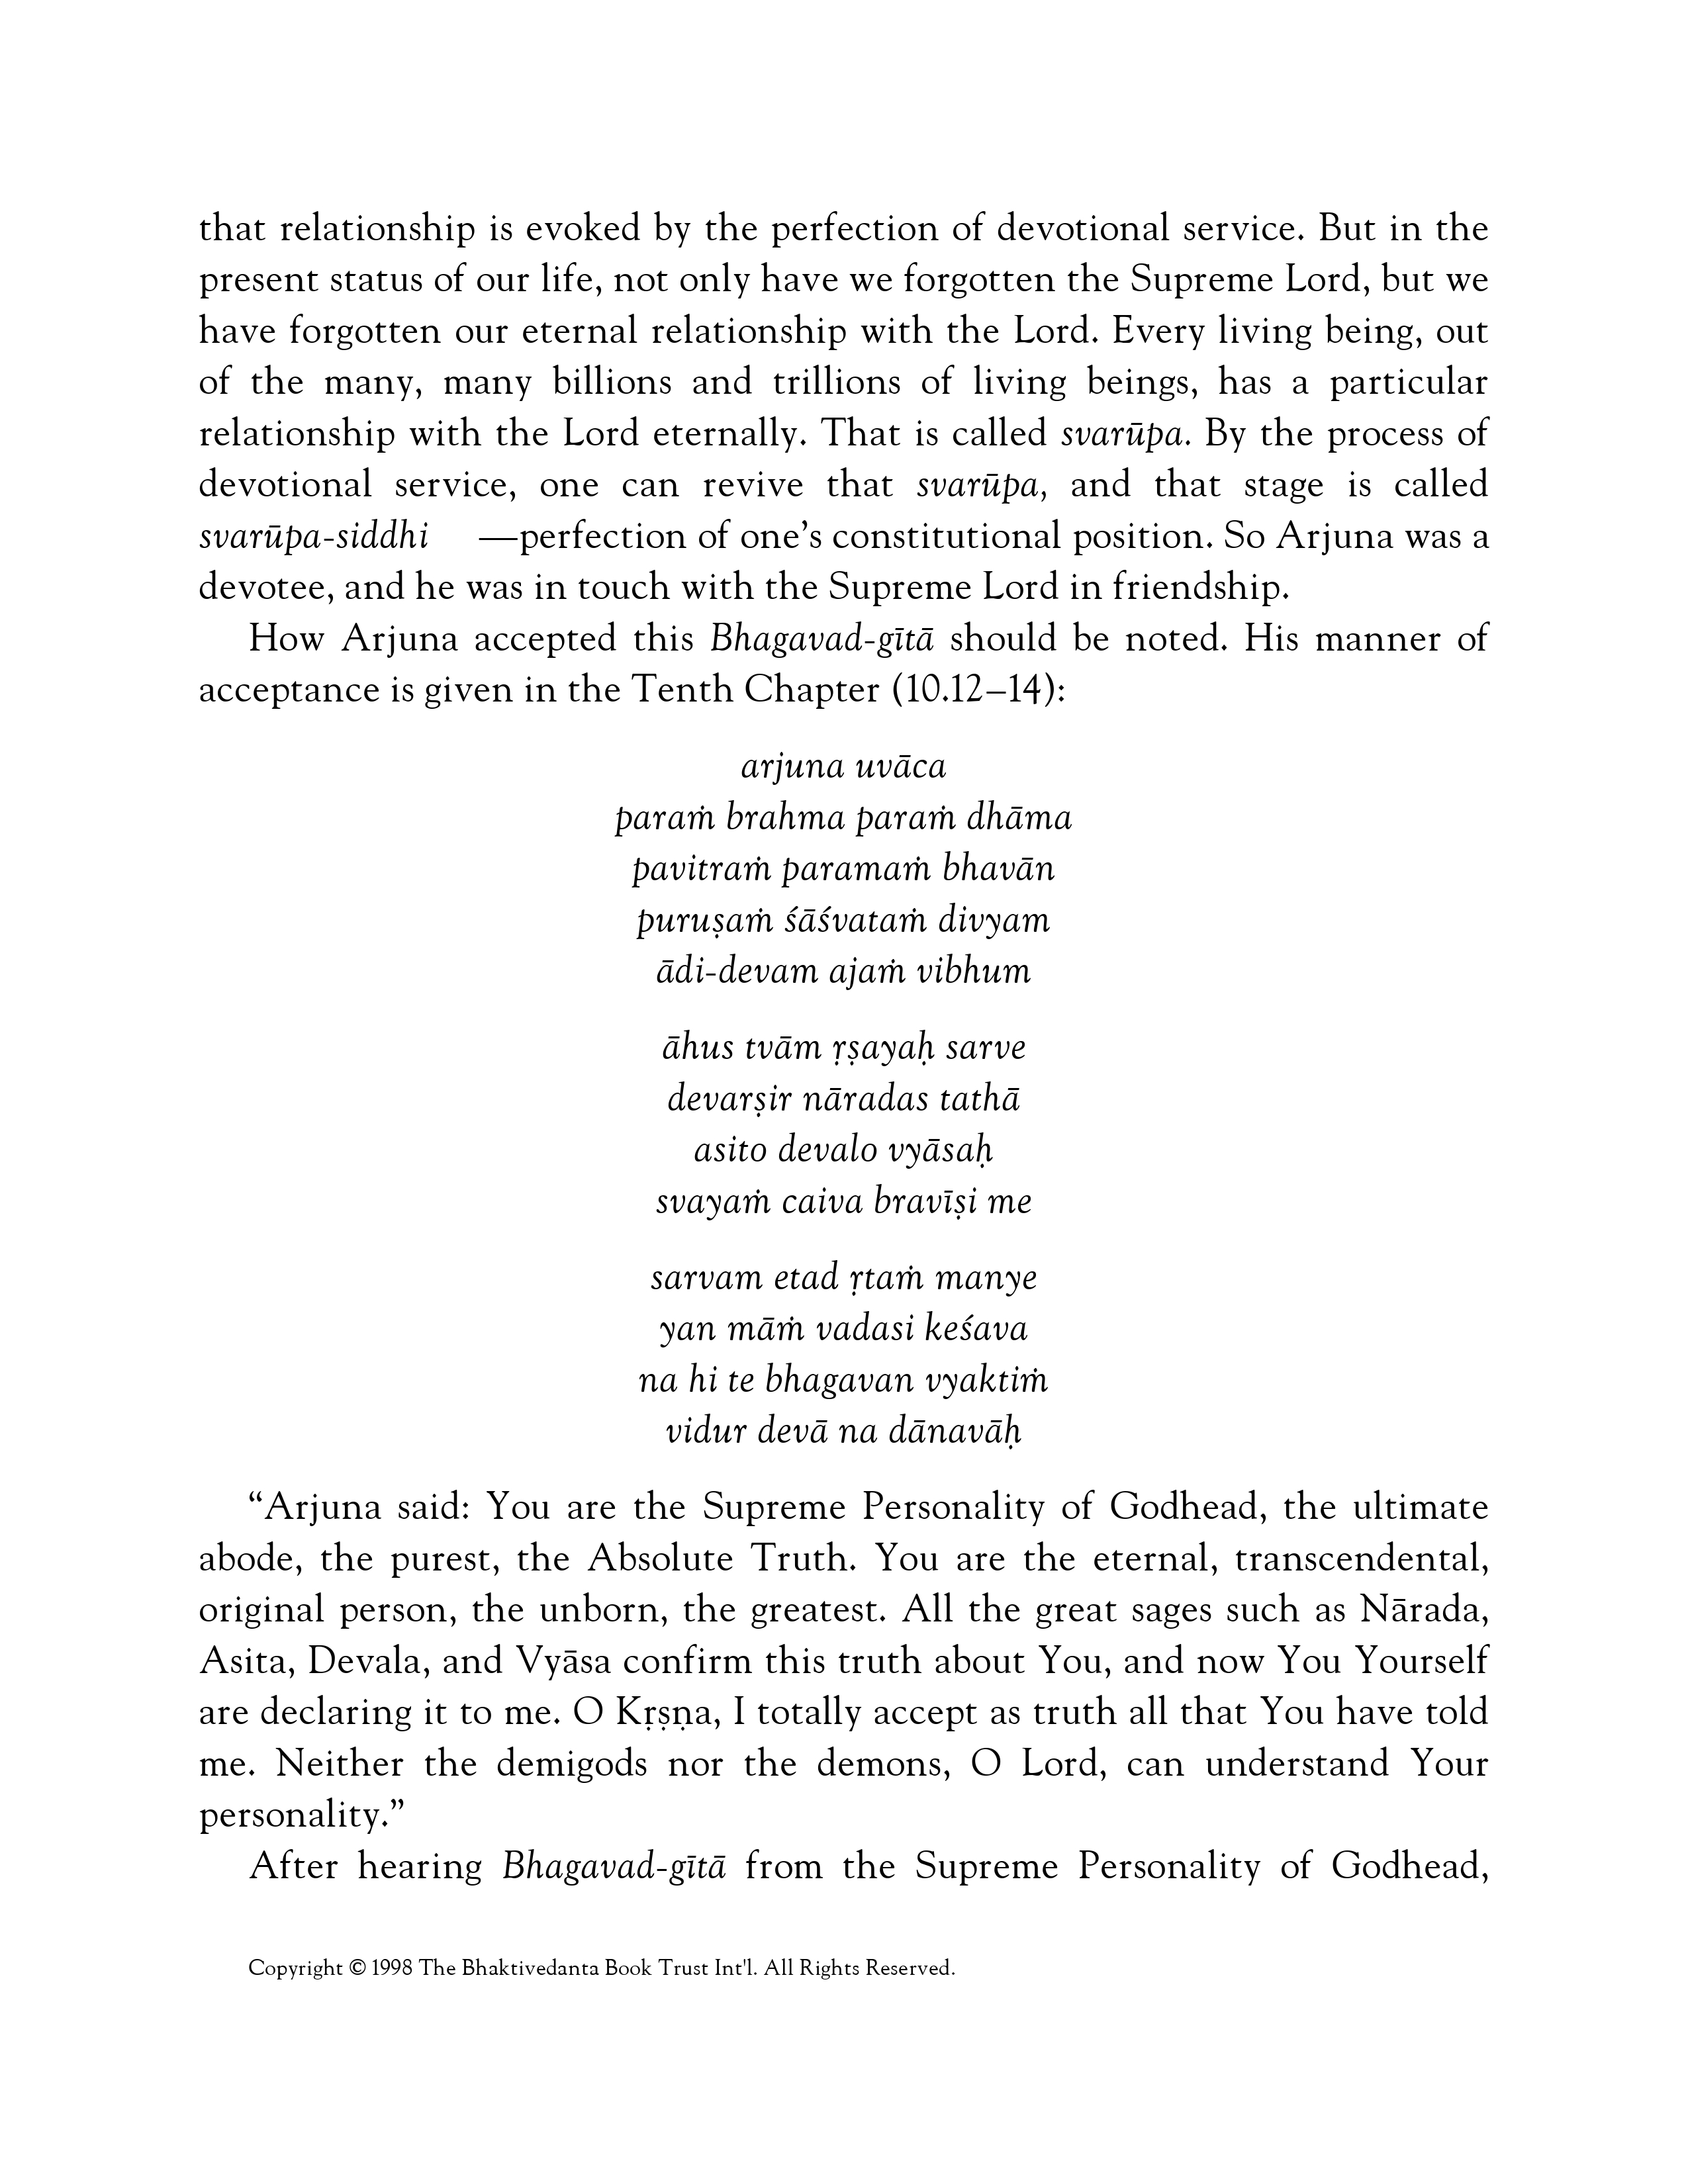 that relationship is evoked by the perfection of devotional service. But in the
present status of our life, not only have we forgotten the Supreme Lord, but we
have forgotten our eternal relationship with the Lord. Every living being, out
of the many, many billions and trillions of living beings, has a particular
relationship with the Lord eternally. That is called svarūpa. By the process of
devotional service, one can revive that svarūpa, and that stage is called
svarūpa-siddhi —perfection of one’s constitutional position. So Arjuna was a
devotee, and he was in touch with the Supreme Lord in friendship.
How Arjuna accepted this Bhagavad-gītā should be noted. His manner of
acceptance is given in the Tenth Chapter (10.12–14):
arjuna uvāca
paraṁ brahma paraṁ dhāma
pavitraṁ paramaṁ bhavān
puruṣaṁ śāśvataṁ divyam
ādi-devam ajaṁ vibhum
āhus tvām ṛṣayaḥ sarve
devarṣir nāradas tathā
asito devalo vyāsaḥ
svayaṁ caiva bravīṣi me
sarvam etad ṛtaṁ manye
yan māṁ vadasi keśava
na hi te bhagavan vyaktiṁ
vidur devā na dānavāḥ
“Arjuna said: You are the Supreme Personality of Godhead, the ultimate
abode, the purest, the Absolute Truth. You are the eternal, transcendental,
original person, the unborn, the greatest. All the great sages such as Nārada,
Asita, Devala, and Vyāsa confirm this truth about You, and now You Yourself
are declaring it to me. O Kṛṣṇa, I totally accept as truth all that You have told
me. Neither the demigods nor the demons, O Lord, can understand Your
personality.”
After hearing Bhagavad-gītā from the Supreme Personality of Godhead,
Copyright © 1998 The Bhaktivedanta Book Trust Int'l. All Rights Reserved.